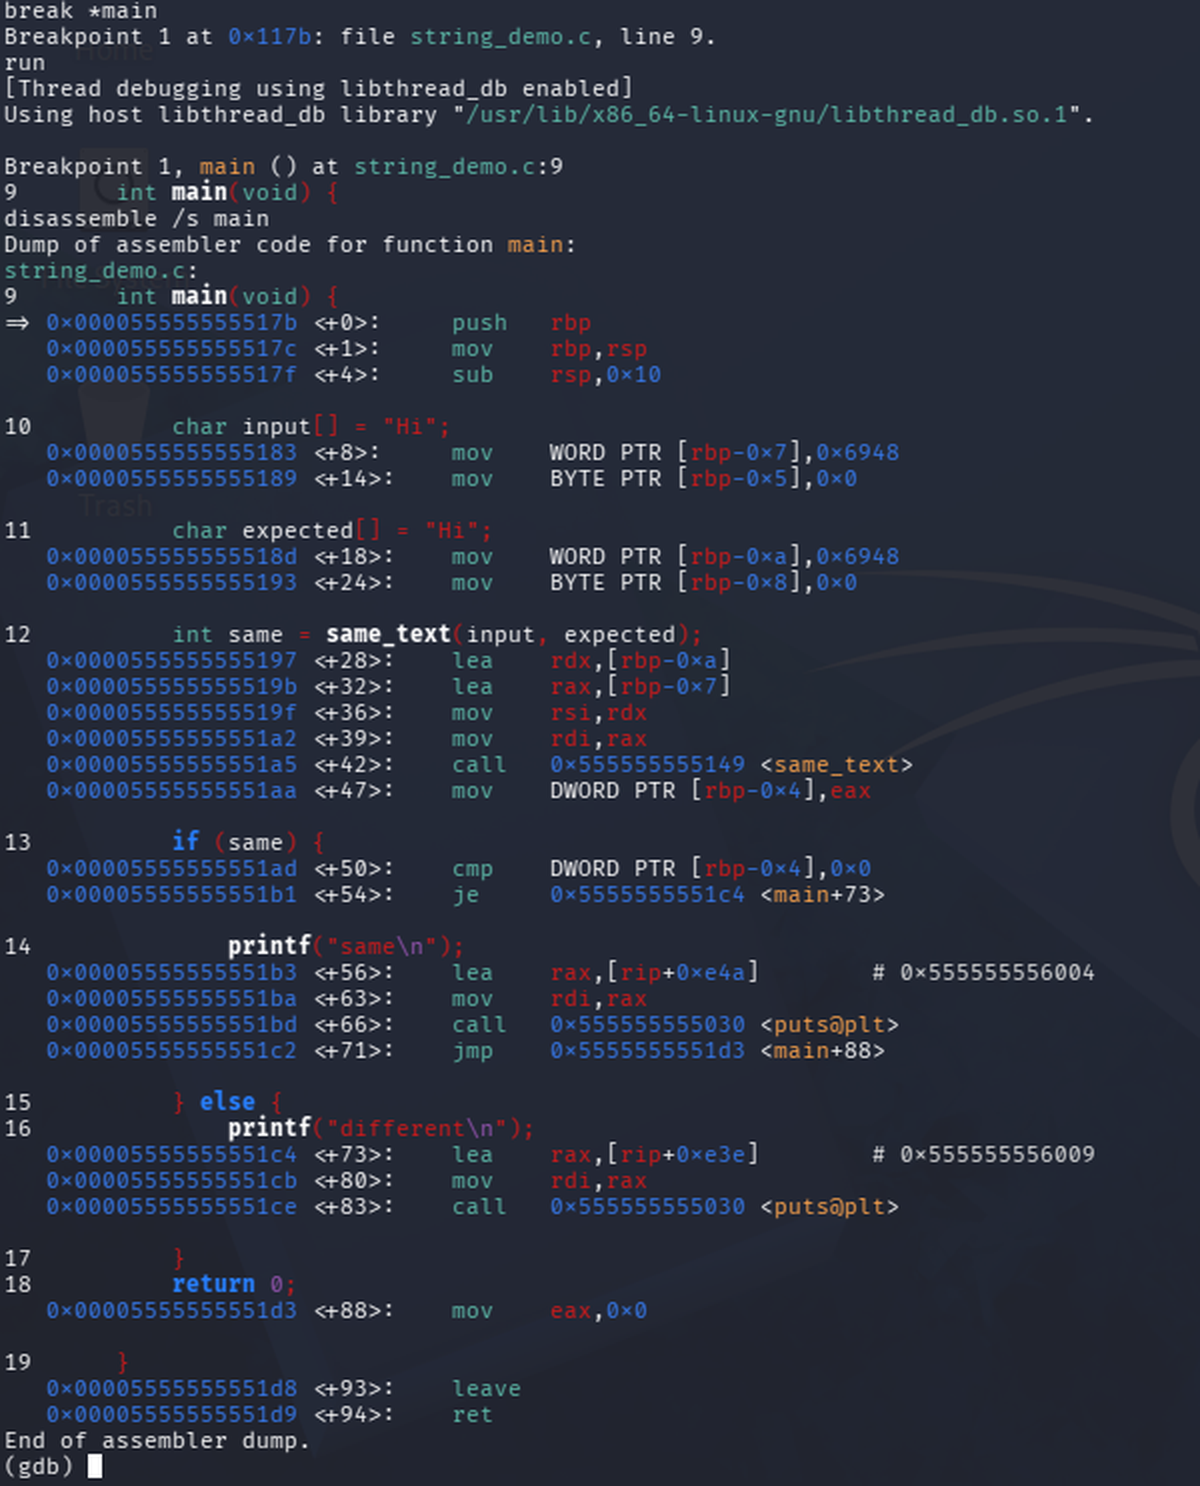 break *main
Breakpoint 1 at 0x117b: file string_demo.c, line 9.
run
[Thread debugging using libthread_db enabled]
Using host libthread_db library "/usr/lib/x86_64-linux-gnu/libthread_db.so.1".
Breakpoint 1, main () at string_demo.c:9
9 int main(void) {
disassemble /s main
Dump of assembler code for function main:
string_demo.c:
9 int main(void) {
=> 0x000055555555517b <+0>: push rbp
0x000055555555517c <+1>: mov rbp,rsp
0x000055555555517f <+4>: sub rsp,0x10
10 char input[] = "Hi";
0x0000555555555183 <+8>: mov WORD PTR [rbp-0x7],0x6948
0x0000555555555189 <+14>: mov BYTE PTR [rbp-0x5],0x0
11 char expected[] = "Hi";
0x000055555555518d <+18>: mov WORD PTR [rbp-0xa],0x6948
0x0000555555555193 <+24>: mov BYTE PTR [rbp-0x8],0x0
12 int same = same_text(input, expected);
0x0000555555555197 <+28>: lea rdx,[rbp-0xa]
0x000055555555519b <+32>: lea rax,[rbp-0x7]
0x000055555555519f <+36>: mov rsi,rdx
0x00005555555551a2 <+39>: mov rdi,rax
0x00005555555551a5 <+42>: call 0x555555555149 <same_text>
0x00005555555551aa <+47>: mov DWORD PTR [rbp-0x4],eax
13 if (same) {
0x00005555555551ad <+50>: cmp DWORD PTR [rbp-0x4],0x0
0x00005555555551b1 <+54>: je 0x5555555551c4 <main+73>
14 printf("same\n");
0x00005555555551b3 <+56>: lea rax,[rip+0xe4a] # 0x555555556004
0x00005555555551ba <+63>: mov rdi,rax
0x00005555555551bd <+66>: call 0x555555555030 <puts@plt>
0x00005555555551c2 <+71>: jmp 0x5555555551d3 <main+88>
15 } else {
16 printf("different\n");
0x00005555555551c4 <+73>: lea rax,[rip+0xe3e] # 0x555555556009
0x00005555555551cb <+80>: mov rdi,rax
0x00005555555551ce <+83>: call 0x555555555030 <puts@plt>
17 }
18 return 0;
0x00005555555551d3 <+88>: mov eax,0x0
19 }
0x00005555555551d8 <+93>: leave
0x00005555555551d9 <+94>: ret
End of assembler dump.
(gdb)
Home
File System
Trash